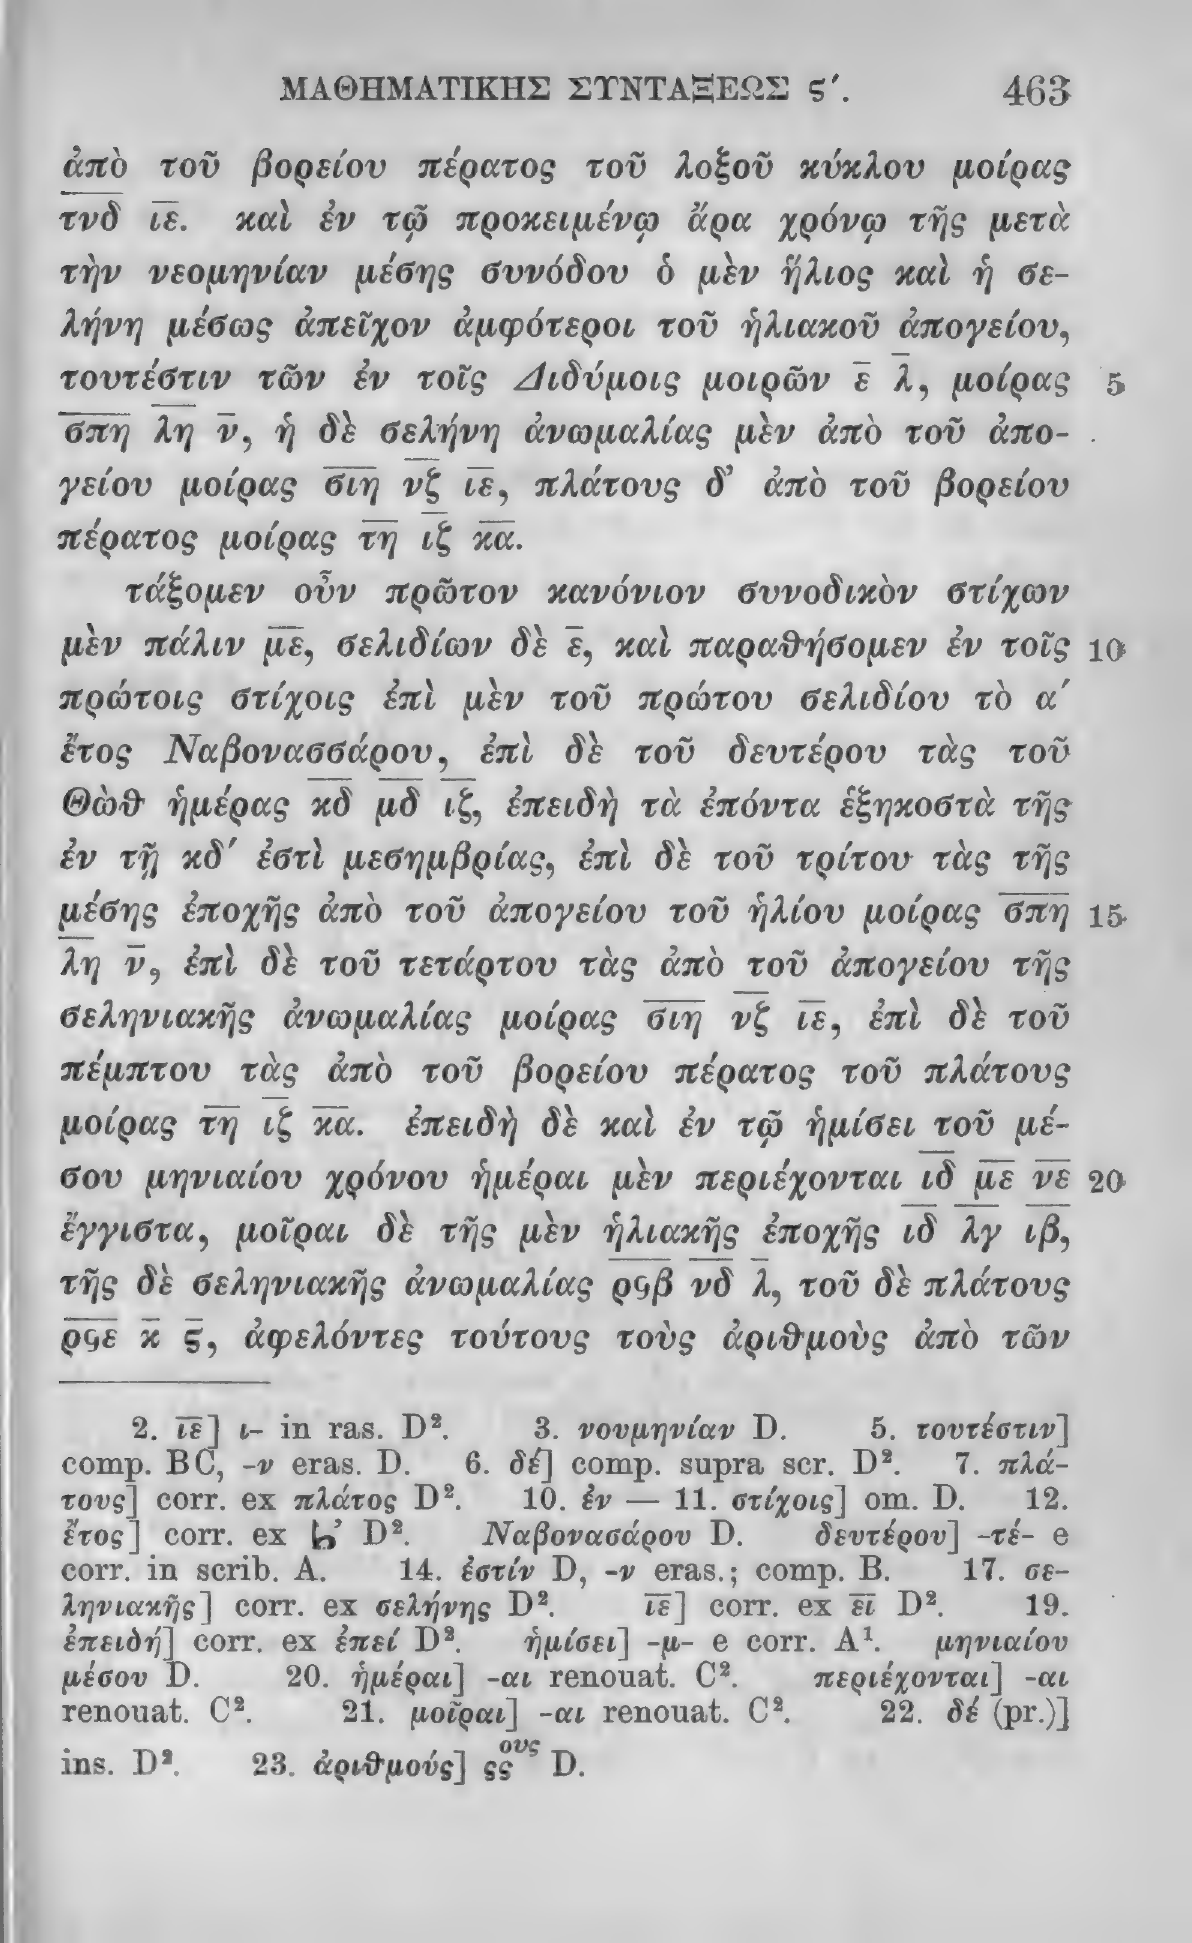 ΜΑΘΗΜΑΤΙΚΗΣ ΣΥΝΤΑΞΕΩΣ ϛ′. 463
ἀπὸ τοῦ βορείου πέρατος τοῦ λοξοῦ κύκλου μοίρας
τνδ ιε. καὶ ἐν τῷ προκειμένῳ ἄρα χρόνῳ τῆς μετὰ
τὴν νεομηνίαν μέσης συνόδου ὁ μὲν ἥλιος καὶ ἡ σε-
λήνη μέσως ἀπεῖχον ἀμφότεροι τοῦ ἡλιακοῦ ἀπογείου,
τουτέστιν τῶν ἐν τοῖς Διδύμοις μοιρῶν ε λ, μοίρας 5
σπη λη ν, ἡ δὲ σελήνη ἀνωμαλίας μὲν ἀπὸ τοῦ ἀπο-
γείου μοίρας σιη νζ ιε, πλάτους δ’ ἀπὸ τοῦ βορείου
πέρατος μοίρας τη ιζ κα.
τάξομεν οὖν πρῶτον κανόνιον συνοδικὸν στίχων
μὲν πάλιν με, σελιδίων δὲ ε, καὶ παραθήσομεν ἐν τοῖς 10
πρώτοις στίχοις ἐπὶ μὲν τοῦ πρώτου σελιδίου τὸ α′
ἔτος Ναβονασσάρου, ἐπὶ δὲ τοῦ δευτέρου τὰς τοῦ
Θὼθ ἡμέρας κδ μδ ιζ, ἐπειδὴ τὰ ἐπόντα ἑξηκοστὰ τῆς
ἐν τῇ κδ′ ἐστὶ μεσημβρίας, ἐπὶ δὲ τοῦ τρίτου τὰς τῆς
μέσης ἐποχῆς ἀπὸ τοῦ ἀπογείου τοῦ ἡλίου μοίρας σπη 15
λη ν, ἐπὶ δὲ τοῦ τετάρτου τὰς ἀπὸ τοῦ ἀπογείου τῆς
σεληνιακῆς ἀνωμαλίας μοίρας σιη νζ ιε, ἐπὶ δὲ τοῦ
πέμπτου τὰς ἀπὸ τοῦ βορείου πέρατος τοῦ πλάτους
μοίρας τη ιζ κα. ἐπειδὴ δὲ καὶ ἐν τῷ ἡμίσει τοῦ μέ-
σου μηνιαίου χρόνου ἡμέραι μὲν περιέχονται ιδ με νε 20
ἔγγιστα, μοῖραι δὲ τῆς μὲν ἡλιακῆς ἐποχῆς ιδ λγ ιβ,
τῆς δὲ σεληνιακῆς ἀνωμαλίας ρϟβ νδ λ, τοῦ δὲ πλάτους
ρϟε κ ϛ, ἀφελόντες τούτους τοὺς ἀριθμοὺς ἀπὸ τῶν
2. ιε] ι- in ras. D². 3. νουμηνίαν D. 5. τουτέστιν]
comp. BC, -ν eras. D. 6. δέ] comp. supra scr. D². 7. πλά-
τους] corr. ex πλάτος D². 10. ἐν — 11. στίχοις] om. D. 12.
ἔτος] corr. ex D². Ναβονασάρου D. δευτέρου] -τέ- e
corr. in scrib. A. 14. ἐστίν D, -ν eras.; comp. B. 17. σε-
ληνιακῆς] corr. ex σελήνης D². ιε] corr. ex ει D². 19.
ἐπειδή] corr. ex ἐπεί D². ἡμίσει] -μ- e corr. A¹. μηνιαίου
μέσου D. 20. ἡμέραι] -αι renouat. C². περιέχονται] -αι
renouat. C². 21. μοῖραι] -αι renouat. C². 22. δέ (pr.)]
ins. D². 23. ἀριθμούς] ςς^ους D.